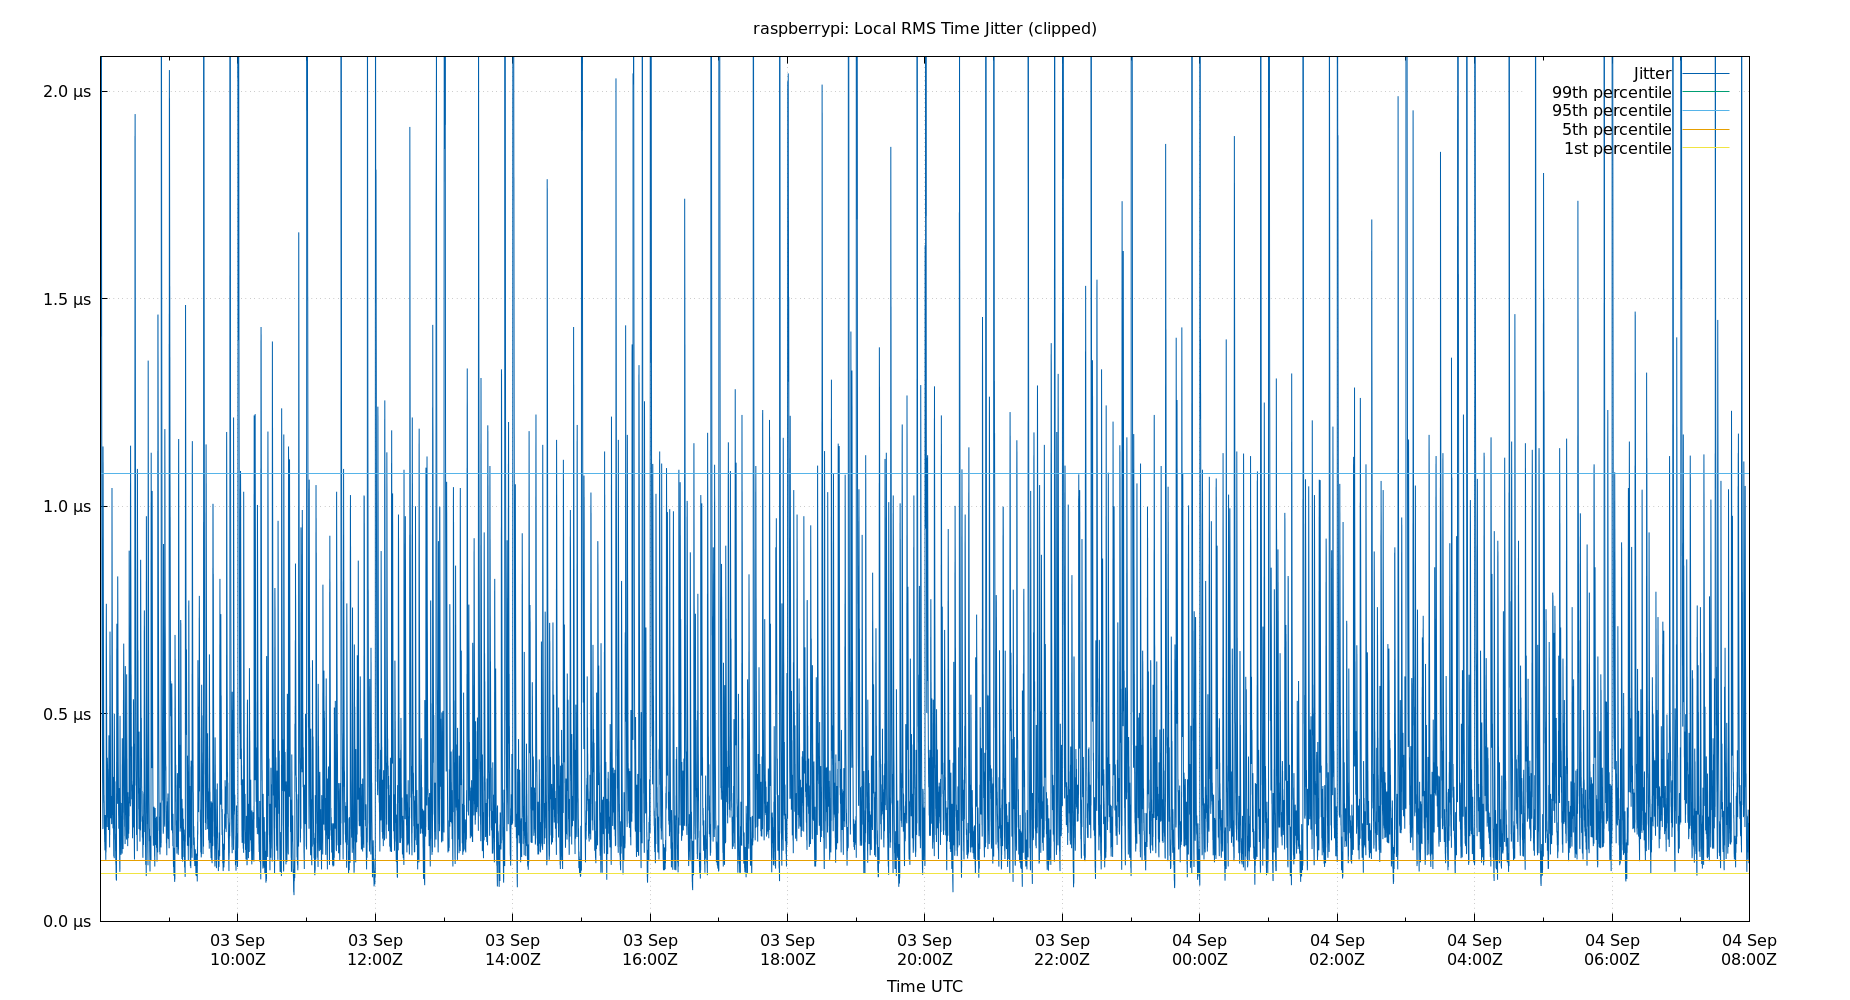 raspberrypi: Local RMS Time Jitter (clipped)
2.0 µs
1.5 µs
1.0 µs
0.5 µs
0.0 µs
Jitter
99th percentile
95th percentile
5th percentile
1st percentile
03 Sep
10:00Z
03 Sep
12:00Z
03 Sep
14:00Z
03 Sep
16:00Z
03 Sep
18:00Z
03 Sep
20:00Z
03 Sep
22:00Z
04 Sep
00:00Z
04 Sep
02:00Z
04 Sep
04:00Z
04 Sep
06:00Z
04 Sep
08:00Z
Time UTC